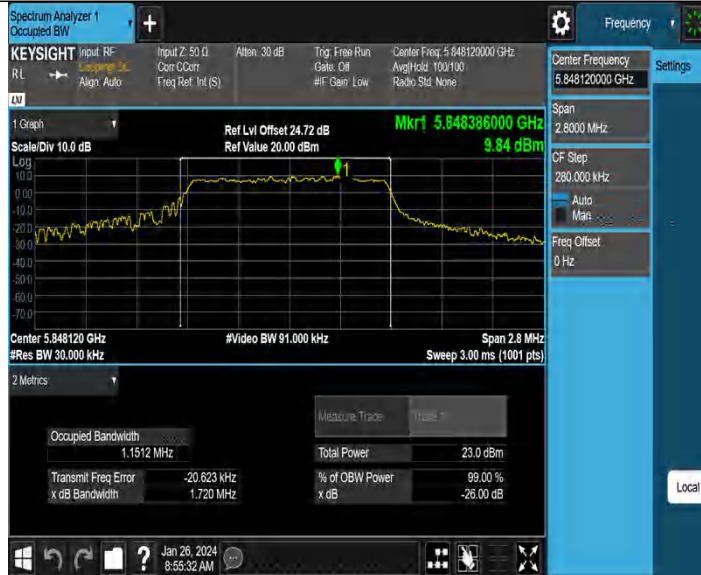 Spectrum Analyzer 1
Occupied BW
Frequency
KEYSIGHT
Input: RF
Coupling: DC
Align: Auto
Input Z: 50 Ω
Corr CCorr
Freq Ref: Int (S)
Atten: 30 dB
Trig: Free Run
Gate: Off
#IF Gain: Low
Center Freq: 5.848120000 GHz
Avg|Hold: 100/100
Radio Std: None
RL
LXI
Center Frequency
5.848120000 GHz
Settings
Span
2.8000 MHz
CF Step
280.000 kHz
Auto
Man
Freq Offset
0 Hz
Local
1 Graph
Scale/Div 10.0 dB
Ref Lvl Offset 24.72 dB
Ref Value 20.00 dBm
Mkr1 5.848386000 GHz
9.84 dBm
Log
10.0
0.00
-10.0
-20.0
-30.0
-40.0
-50.0
-60.0
-70.0
1
Center 5.848120 GHz
#Res BW 30.000 kHz
#Video BW 91.000 kHz
Span 2.8 MHz
Sweep 3.00 ms (1001 pts)
2 Metrics
Measure Trace
Trace 1
Occupied Bandwidth
1.1512 MHz
Total Power
23.0 dBm
Transmit Freq Error
-20.623 kHz
% of OBW Power
99.00 %
x dB Bandwidth
1.720 MHz
x dB
-26.00 dB
Jan 26, 2024
8:55:32 AM